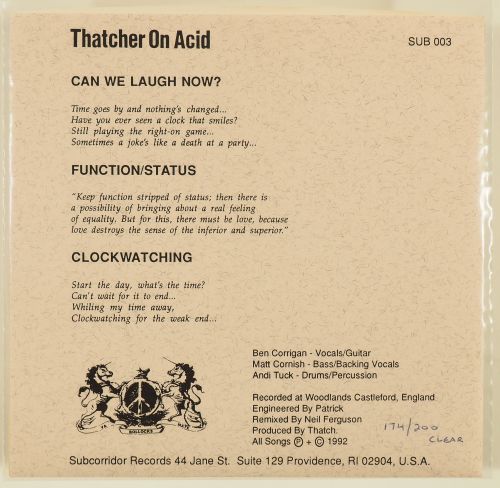 Thatcher On Acid
SUB 003
CAN WE LAUGH NOW?
Time goes by and nothing's changed...
Have you ever seen a clock that smiles?
Still playing the right-on game...
Sometimes a joke's like a death at a party...
FUNCTION/STATUS
"Keep function stripped of status; then there is
a possibility of bringing about a real feeling
of equality. But for this, there must be love, because
love destroys the sense of the inferior and superior."
CLOCKWATCHING
Start the day, what's the time?
Can't wait for it to end...
Whiling my time away,
Clockwatching for the weak end...
Ben Corrigan - Vocals/Guitar
Matt Cornish - Bass/Backing Vocals
Andi Tuck - Drums/Percussion
Recorded at Woodlands Castleford, England
Engineered By Patrick
Remixed By Neil Ferguson
Produced By Thatch.
All Songs Ⓟ + © 1992
174/200
CLEAR
BOLLOCKS
Subcorridor Records 44 Jane St. Suite 129 Providence, RI 02904, U.S.A.